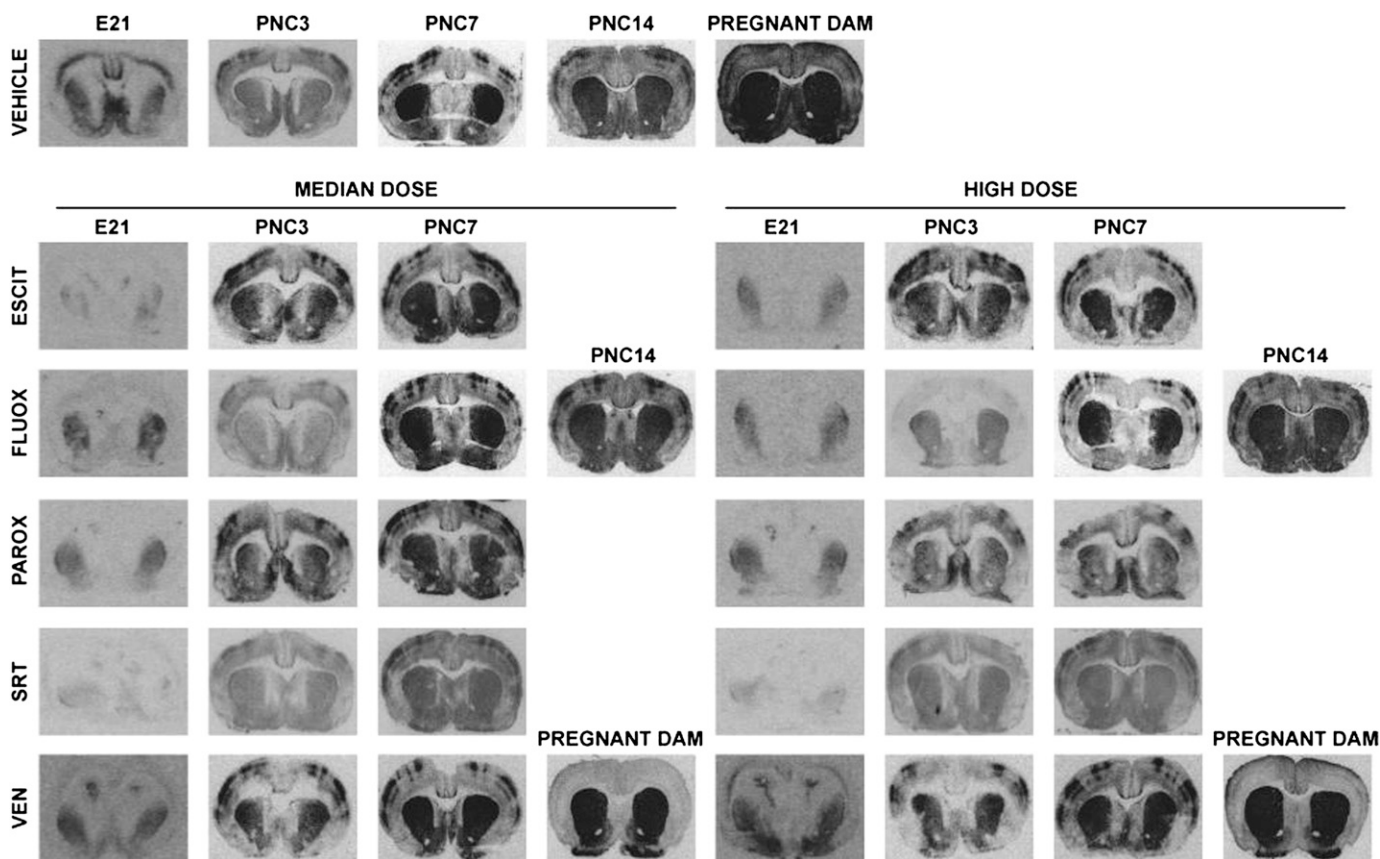 E21 PNC3 PNC7 PNC14 PREGNANT DAM
VEHICLE
MEDIAN DOSE HIGH DOSE
E21 PNC3 PNC7 E21 PNC3 PNC7
ESCIT
PNC14 PNC14
FLUOX
PAROX
SRT
PREGNANT DAM PREGNANT DAM
VEN